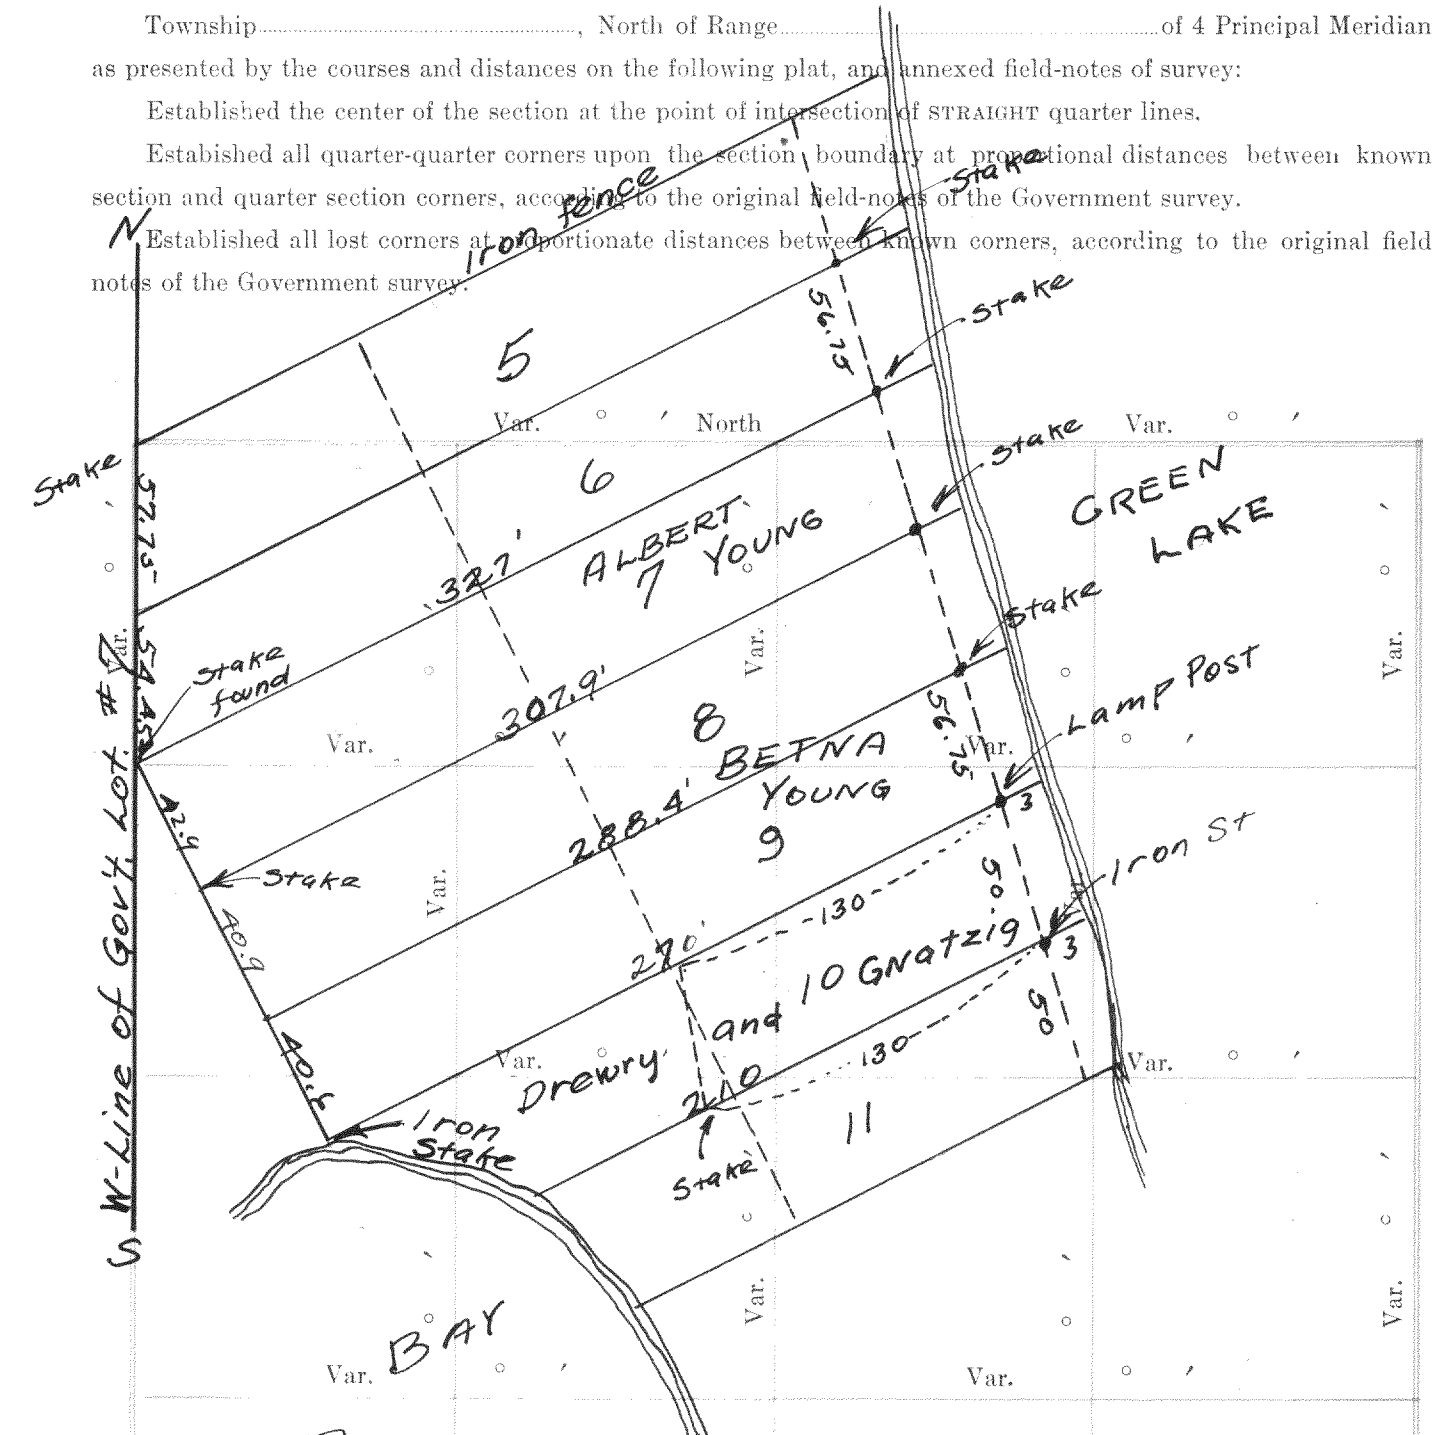 Township, North of Range of 4 Principal Meridian
as presented by the courses and distances on the following plat, and annexed field-notes of survey:
Established the center of the section at the point of intersection of STRAIGHT quarter lines.
Estabished all quarter-quarter corners upon the section boundary at proportional distances between known
section and quarter section corners, according to the original field-notes of the Government survey.
Established all lost corners at proportionate distances between known corners, according to the original field
notes of the Government survey.
N
Iron fence
Stake
Stake
56.75
5
Var.
North
Var.
Stake
Stake
57.75
6
GREEN
LAKE
ALBERT
7 YOUNG
327'
Stake
Var.
54.45
Stake
found
Var.
Var.
307.9'
Lamp Post
Var.
8
56.75
Var.
BETNA
YOUNG
9
288.4'
42.9
3
Iron St
Stake
Var.
50.
Var.
130
40.9
270'
10 Gnatzig
3
Drewry and
50
W-Line of Gov't. Lot. #7
40.8
Var.
130
Var.
210
11
Iron
Stake
Stake
S
Var.
Var.
BAY
Var.
Var.